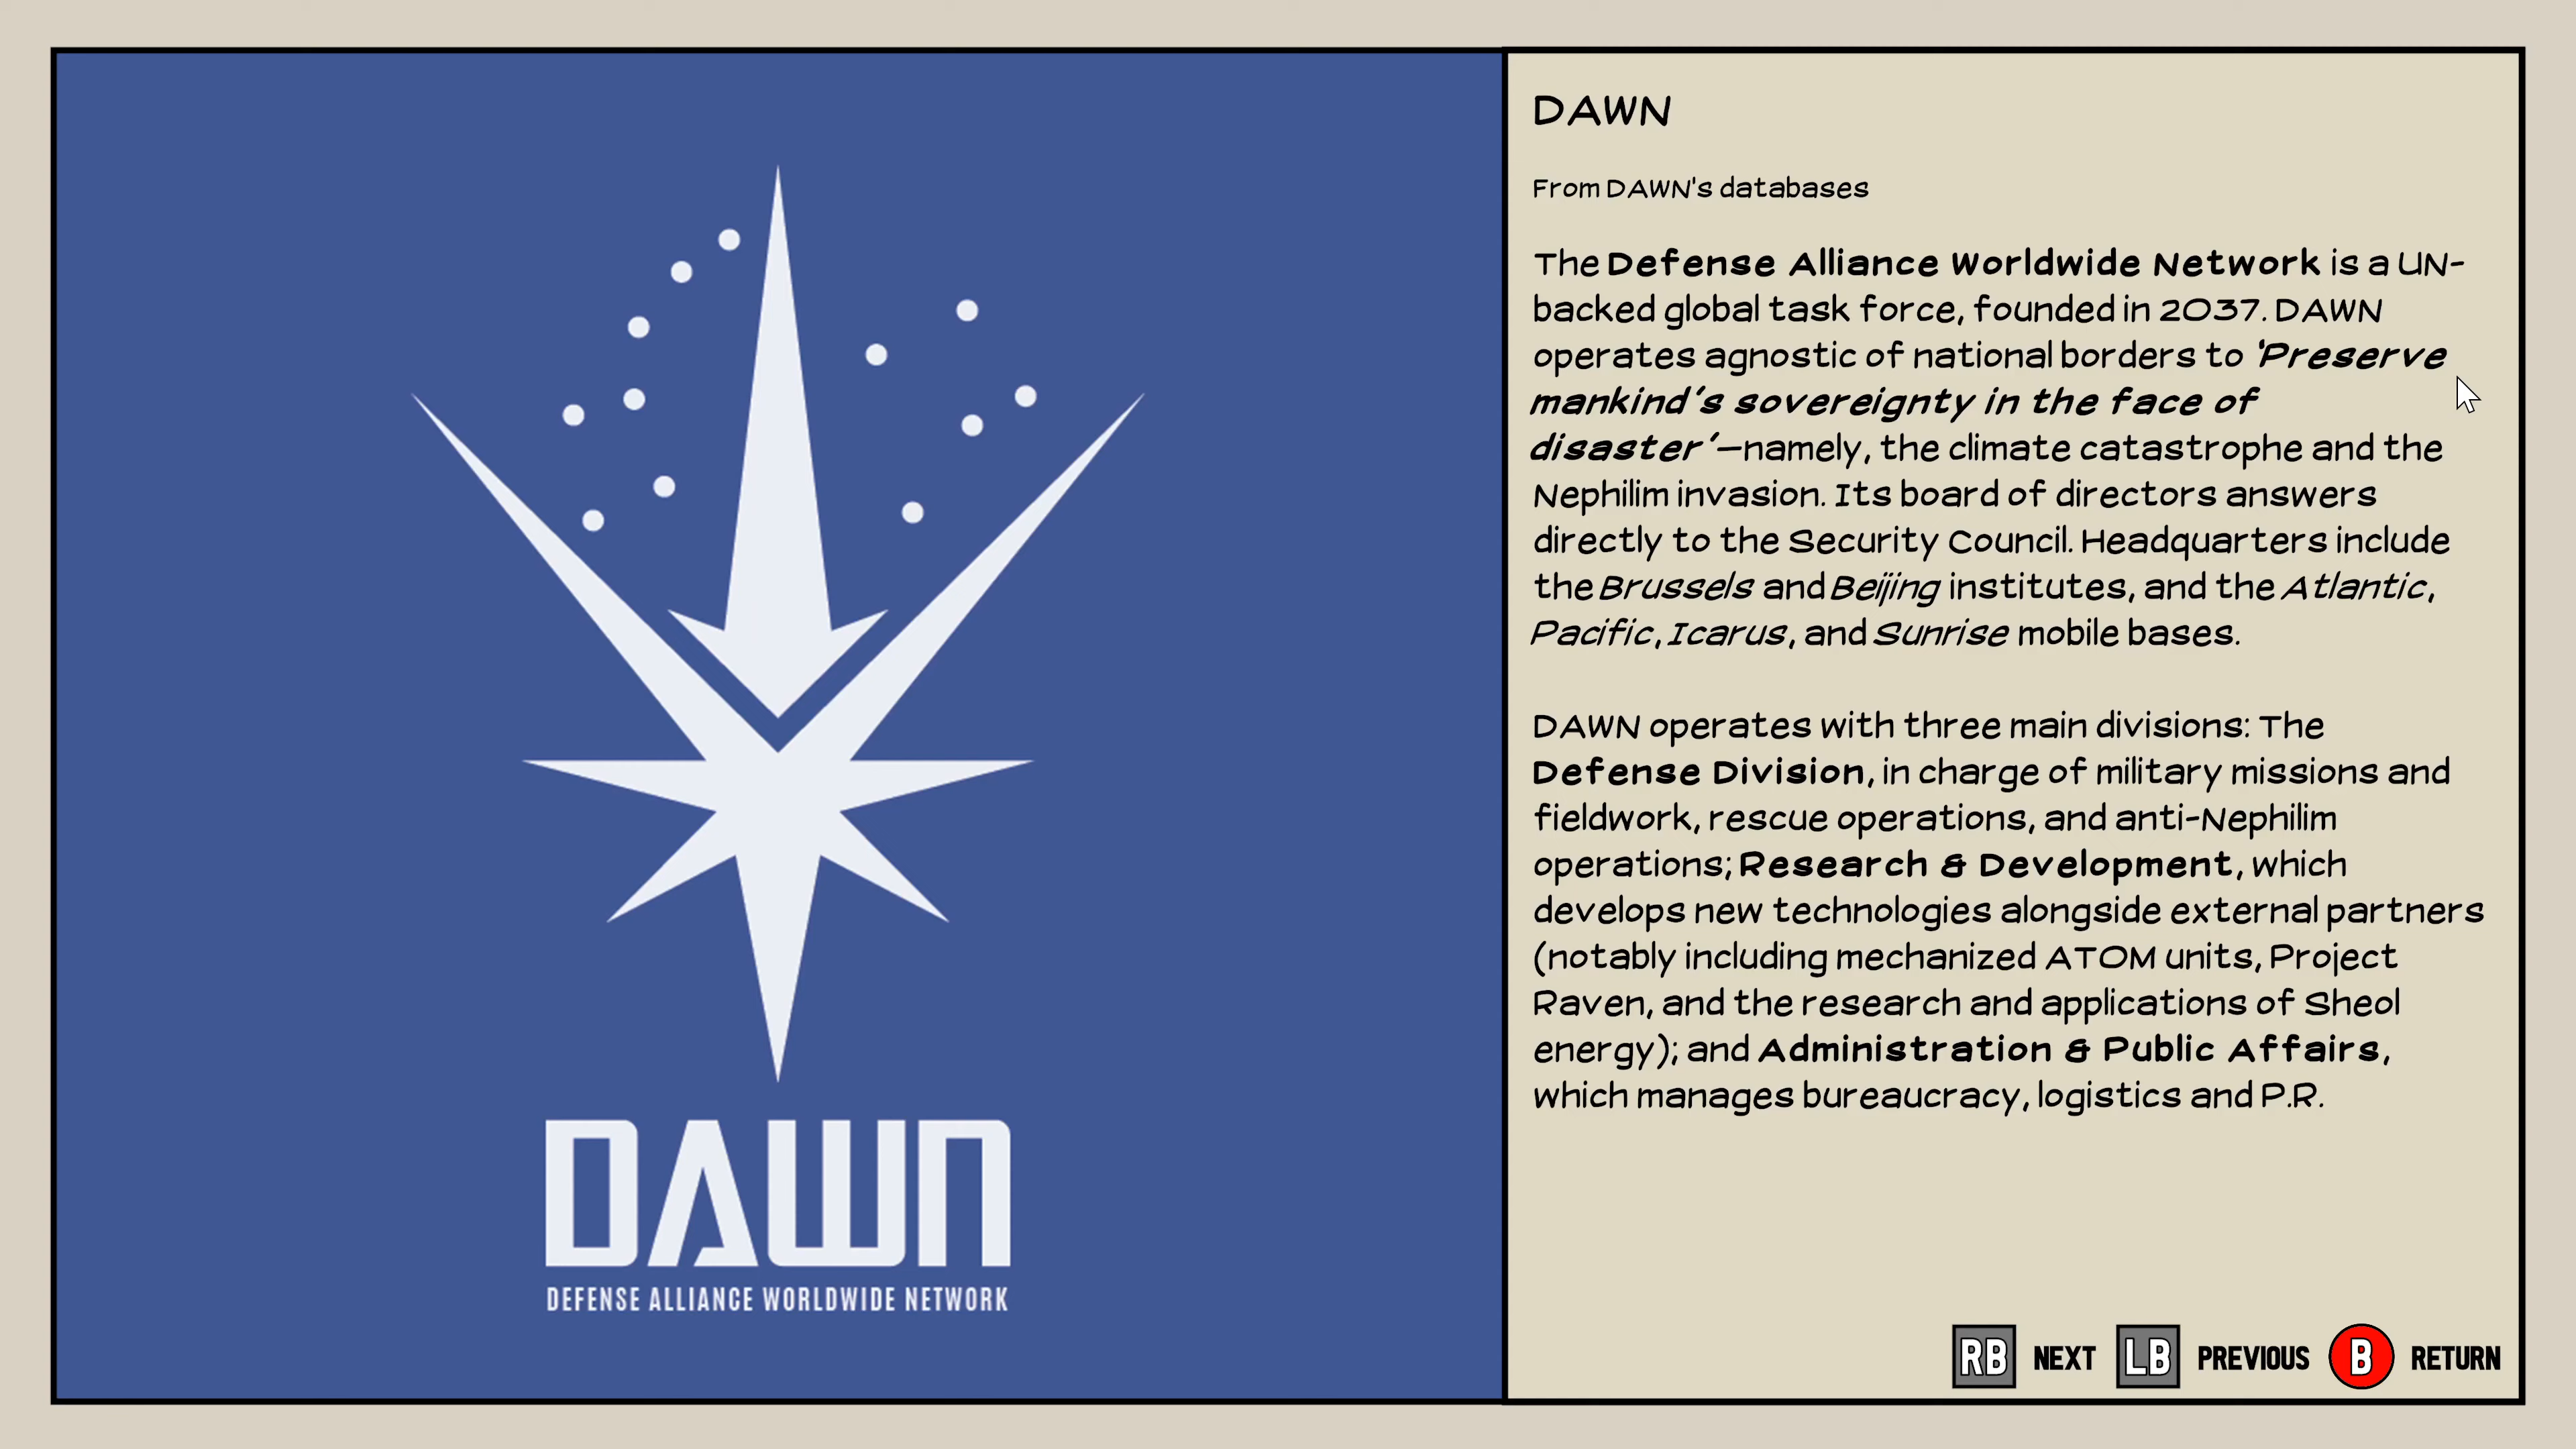 DAWN
DEFENSE ALLIANCE WORLDWIDE NETWORK
DAWN
From DAWN's databases
The Defense Alliance Worldwide Network is a UN-
backed global task force, founded in 2037. DAWN
operates agnostic of national borders to 'Preserve
mankind's sovereignty in the face of
disaster'—namely, the climate catastrophe and the
Nephilim invasion. Its board of directors answers
directly to the Security Council. Headquarters include
the Brussels and Beijing institutes, and the Atlantic,
Pacific, Icarus, and Sunrise mobile bases.
DAWN operates with three main divisions: The
Defense Division, in charge of military missions and
fieldwork, rescue operations, and anti-Nephilim
operations; Research & Development, which
develops new technologies alongside external partners
(notably including mechanized ATOM units, Project
Raven, and the research and applications of Sheol
energy); and Administration & Public Affairs,
which manages bureaucracy, logistics and P.R.
RB NEXT LB PREVIOUS B RETURN